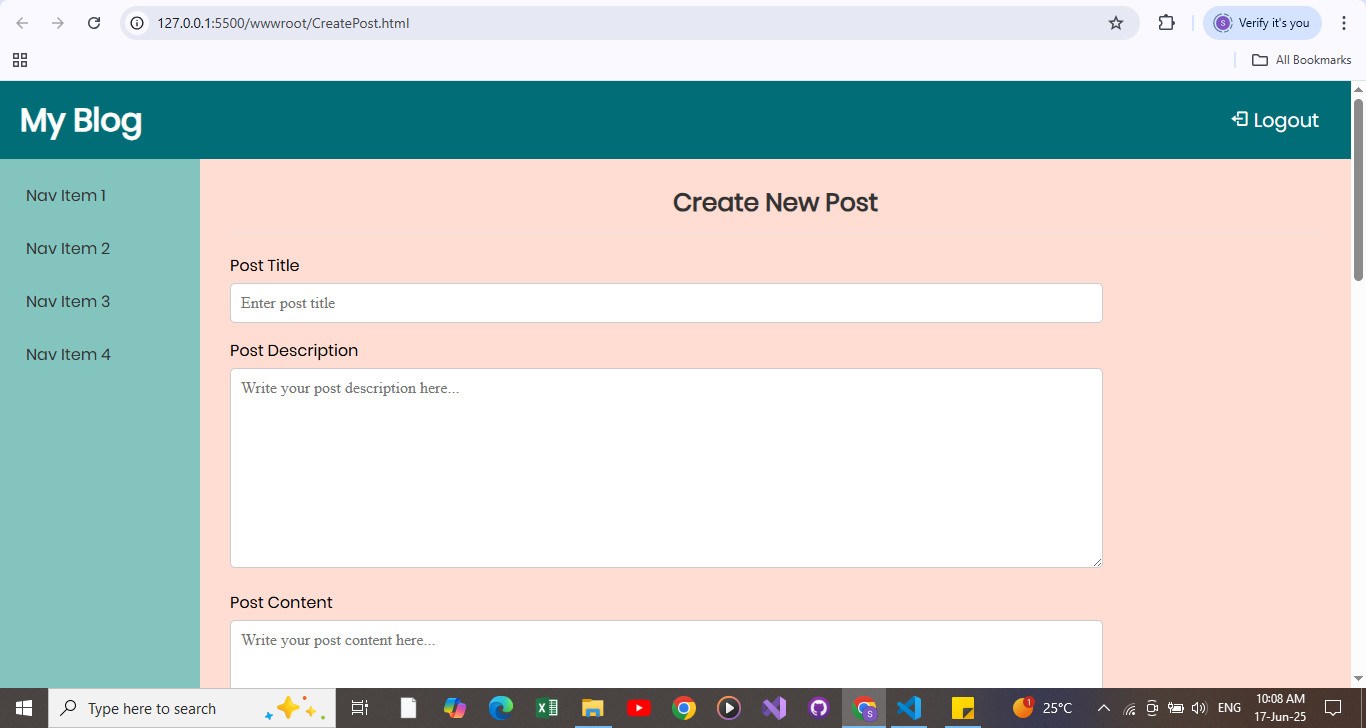 127.0.0.1:5500/wwwroot/CreatePost.html
Verify it's you
All Bookmarks
My Blog
Logout
Nav Item 1
Nav Item 2
Nav Item 3
Nav Item 4
Create New Post
Post Title
Enter post title
Post Description
Write your post description here...
Post Content
Write your post content here...
Type here to search
1
25°C
ENG
10:08 AM
17-Jun-25